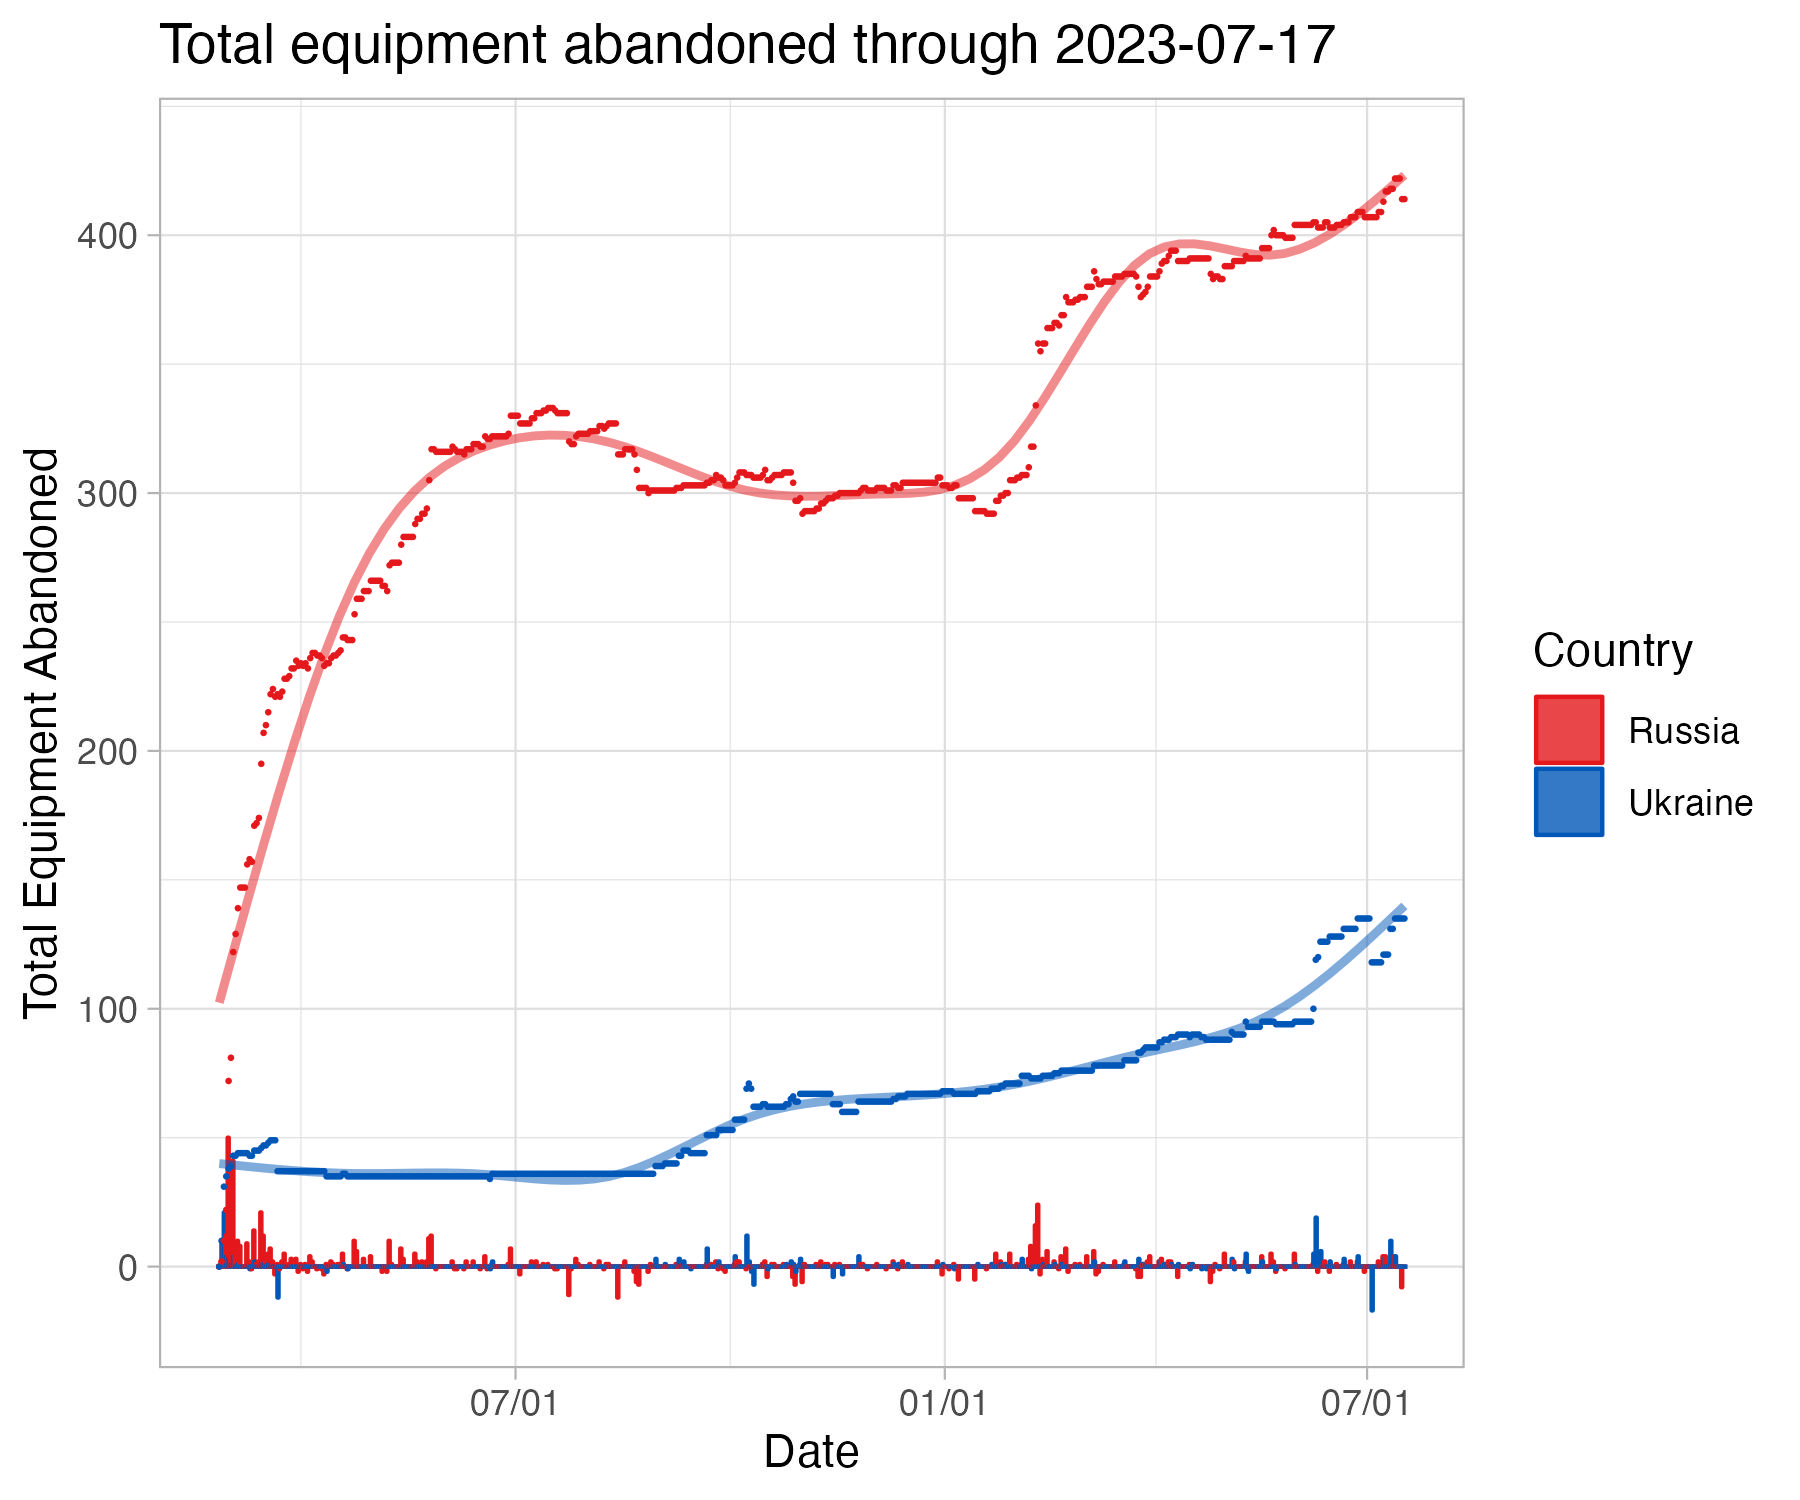 Total equipment abandoned through 2023-07-17
Total Equipment Abandoned
400
300
200
100
0
07/01
01/01
07/01
Date
Country
Russia
Ukraine